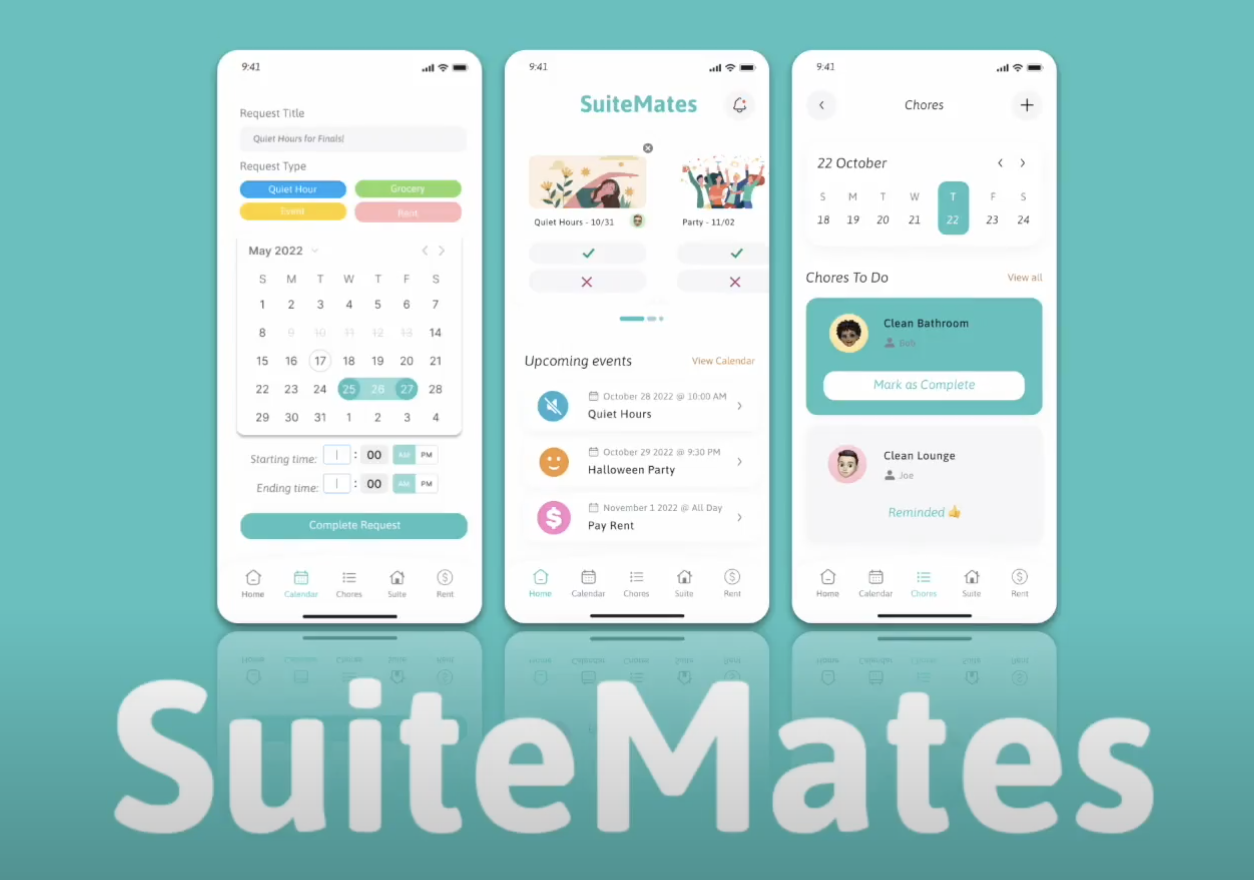 9:41
Request Title
Quiet Hours for Finals!
Request Type
Quiet Hour Grocery
Event Rent
May 2022
S M T W T F S
1 2 3 4 5 6 7
8 9 10 11 12 13 14
15 16 17 18 19 20 21
22 23 24 25 26 27 28
29 30 31 1 2 3 4
Starting time: : 00 AM PM
Ending time: : 00 AM PM
Complete Request
Home Calendar Chores Suite Rent
9:41
SuiteMates
Quiet Hours - 10/31
Party - 11/02
Upcoming events View Calendar
October 28 2022 @ 10:00 AM
Quiet Hours
October 29 2022 @ 9:30 PM
Halloween Party
November 1 2022 @ All Day
Pay Rent
Home Calendar Chores Suite Rent
9:41
Chores
22 October
S M T W T F S
18 19 20 21 22 23 24
Chores To Do View all
Clean Bathroom
Bob
Mark as Complete
Clean Lounge
Joe
Reminded 👍
Home Calendar Chores Suite Rent
SuiteMates